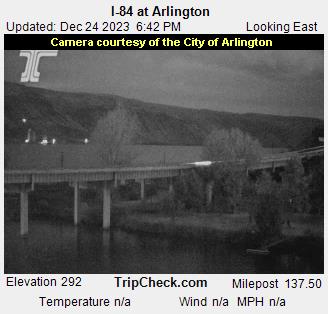 I-84 at Arlington
Updated: Dec 24 2023 6:42 PM Looking East
Camera courtesy of the City of Arlington
Elevation 292 TripCheck.com Milepost 137.50
Temperature n/a Wind n/a MPH n/a